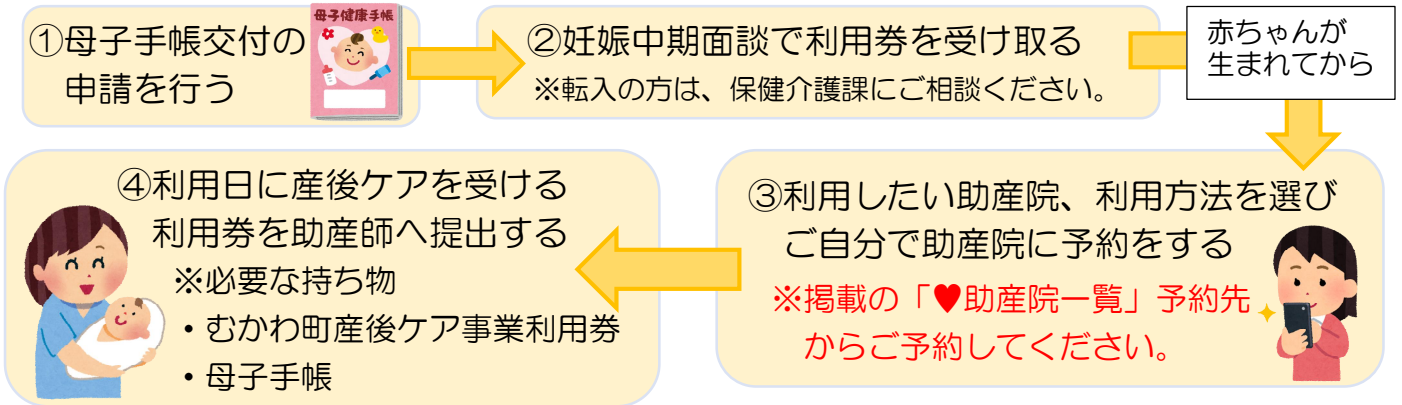 ①母子手帳交付の
申請を行う
母子健康手帳
②妊娠中期面談で利用券を受け取る
※転入の方は、保健介護課にご相談ください。
赤ちゃんが
生まれてから
③利用したい助産院、利用方法を選び
ご自分で助産院に予約をする
※掲載の「♥助産院一覧」予約先
からご予約してください。
④利用日に産後ケアを受ける
利用券を助産師へ提出する
※必要な持ち物
・むかわ町産後ケア事業利用券
・母子手帳